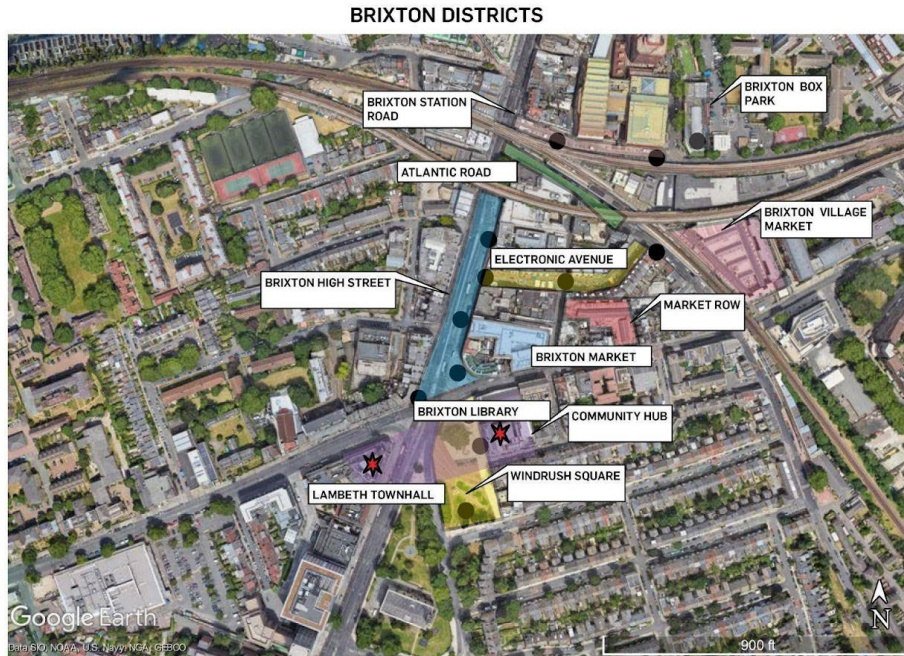 BRIXTON DISTRICTS
BRIXTON BOX
PARK
BRIXTON STATION
ROAD
ATLANTIC ROAD
BRIXTON VILLAGE
MARKET
ELECTRONIC AVENUE
BRIXTON HIGH STREET
MARKET ROW
BRIXTON MARKET
BRIXTON LIBRARY
COMMUNITY HUB
WINDRUSH SQUARE
LAMBETH TOWNHALL
N
Google Earth
900 ft
Data SIO, NOAA, U.S. Navy, NGA, GEBCO